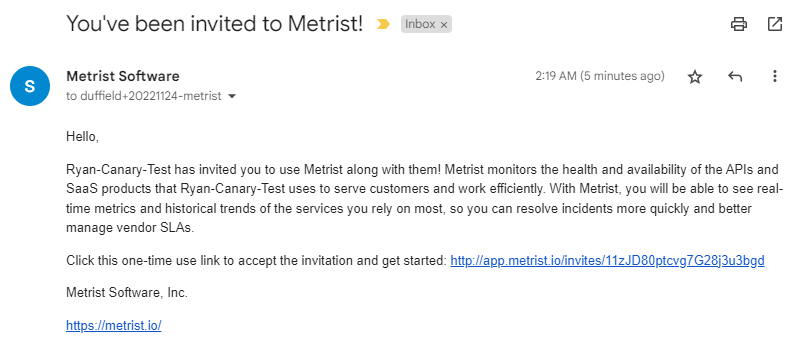 You've been invited to Metrist!
Inbox ×
S
Metrist Software
2:19 AM (5 minutes ago)
to duffield+20221124-metrist
Hello,
Ryan-Canary-Test has invited you to use Metrist along with them! Metrist monitors the health and availability of the APIs and
SaaS products that Ryan-Canary-Test uses to serve customers and work efficiently. With Metrist, you will be able to see real-
time metrics and historical trends of the services you rely on most, so you can resolve incidents more quickly and better
manage vendor SLAs.
Click this one-time use link to accept the invitation and get started: http://app.metrist.io/invites/11zJD80ptcvg7G28j3u3bgd
Metrist Software, Inc.
https://metrist.io/